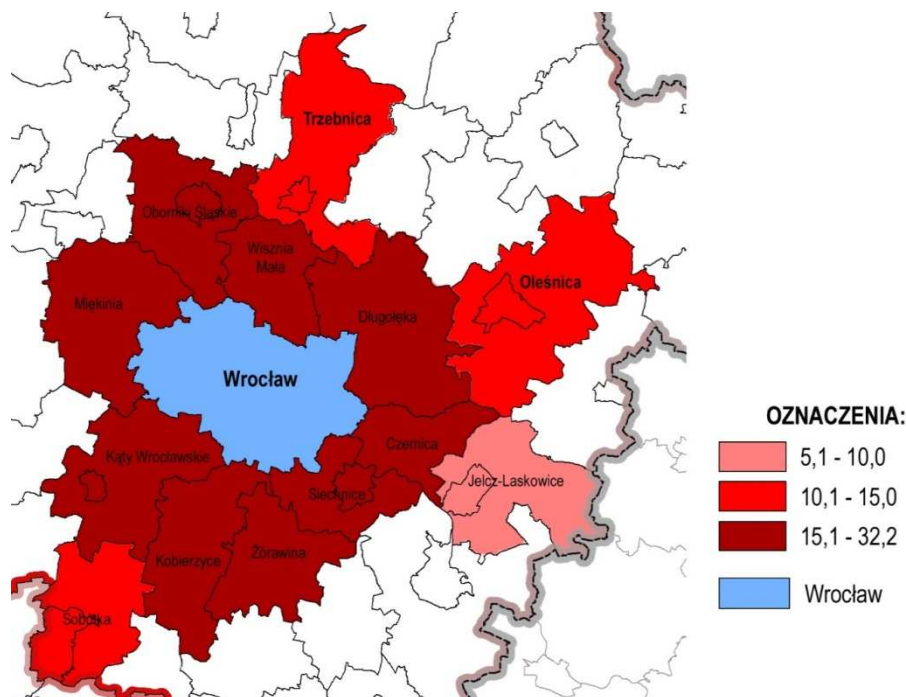 Trzebnica
Oborniki Śląskie
Wisznia
Mała
Oleśnica
Miękinia
Długołęka
Wrocław
Czernica
Kąty Wrocławskie
Siechnice
Jelcz-Laskowice
Kobierzyce
Żórawina
Sobótka
OZNACZENIA:
5,1 - 10,0
10,1 - 15,0
15,1 - 32,2
Wrocław